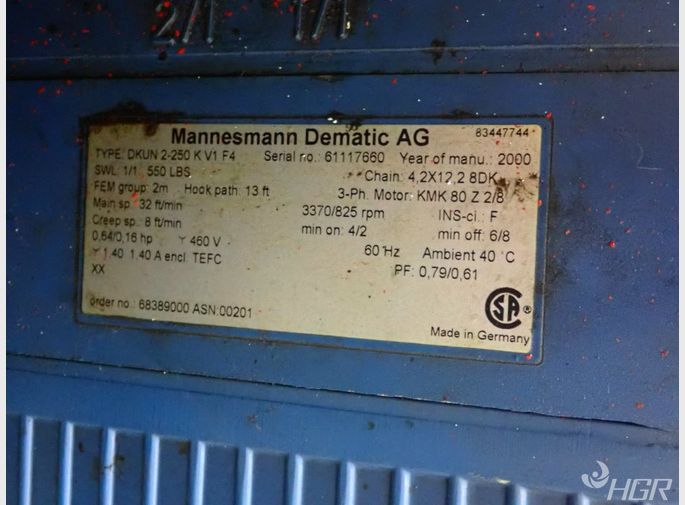 2/1 1/1
Mannesmann Dematic AG 83447744
TYPE: DKUN 2-250 K V1 F4 Serial no.: 61117660 Year of manu.: 2000
SWL: 1/1 550 LBS Chain: 4,2X12,2 8DK
FEM group: 2m Hook path: 13 ft 3-Ph. Motor: KMK 80 Z 2/8
Main sp.: 32 ft/min 3370/825 rpm INS-cl.: F
Creep sp.: 8 ft/min min on: 4/2 min off: 6/8
0,64/0,16 hp Y 460 V 60 Hz Ambient 40 °C
Y 1.40 1.40 A encl. TEFC PF: 0,79/0,61
XX
order no.: 68389000 ASN:00201
SA ®
Made in Germany
HGR